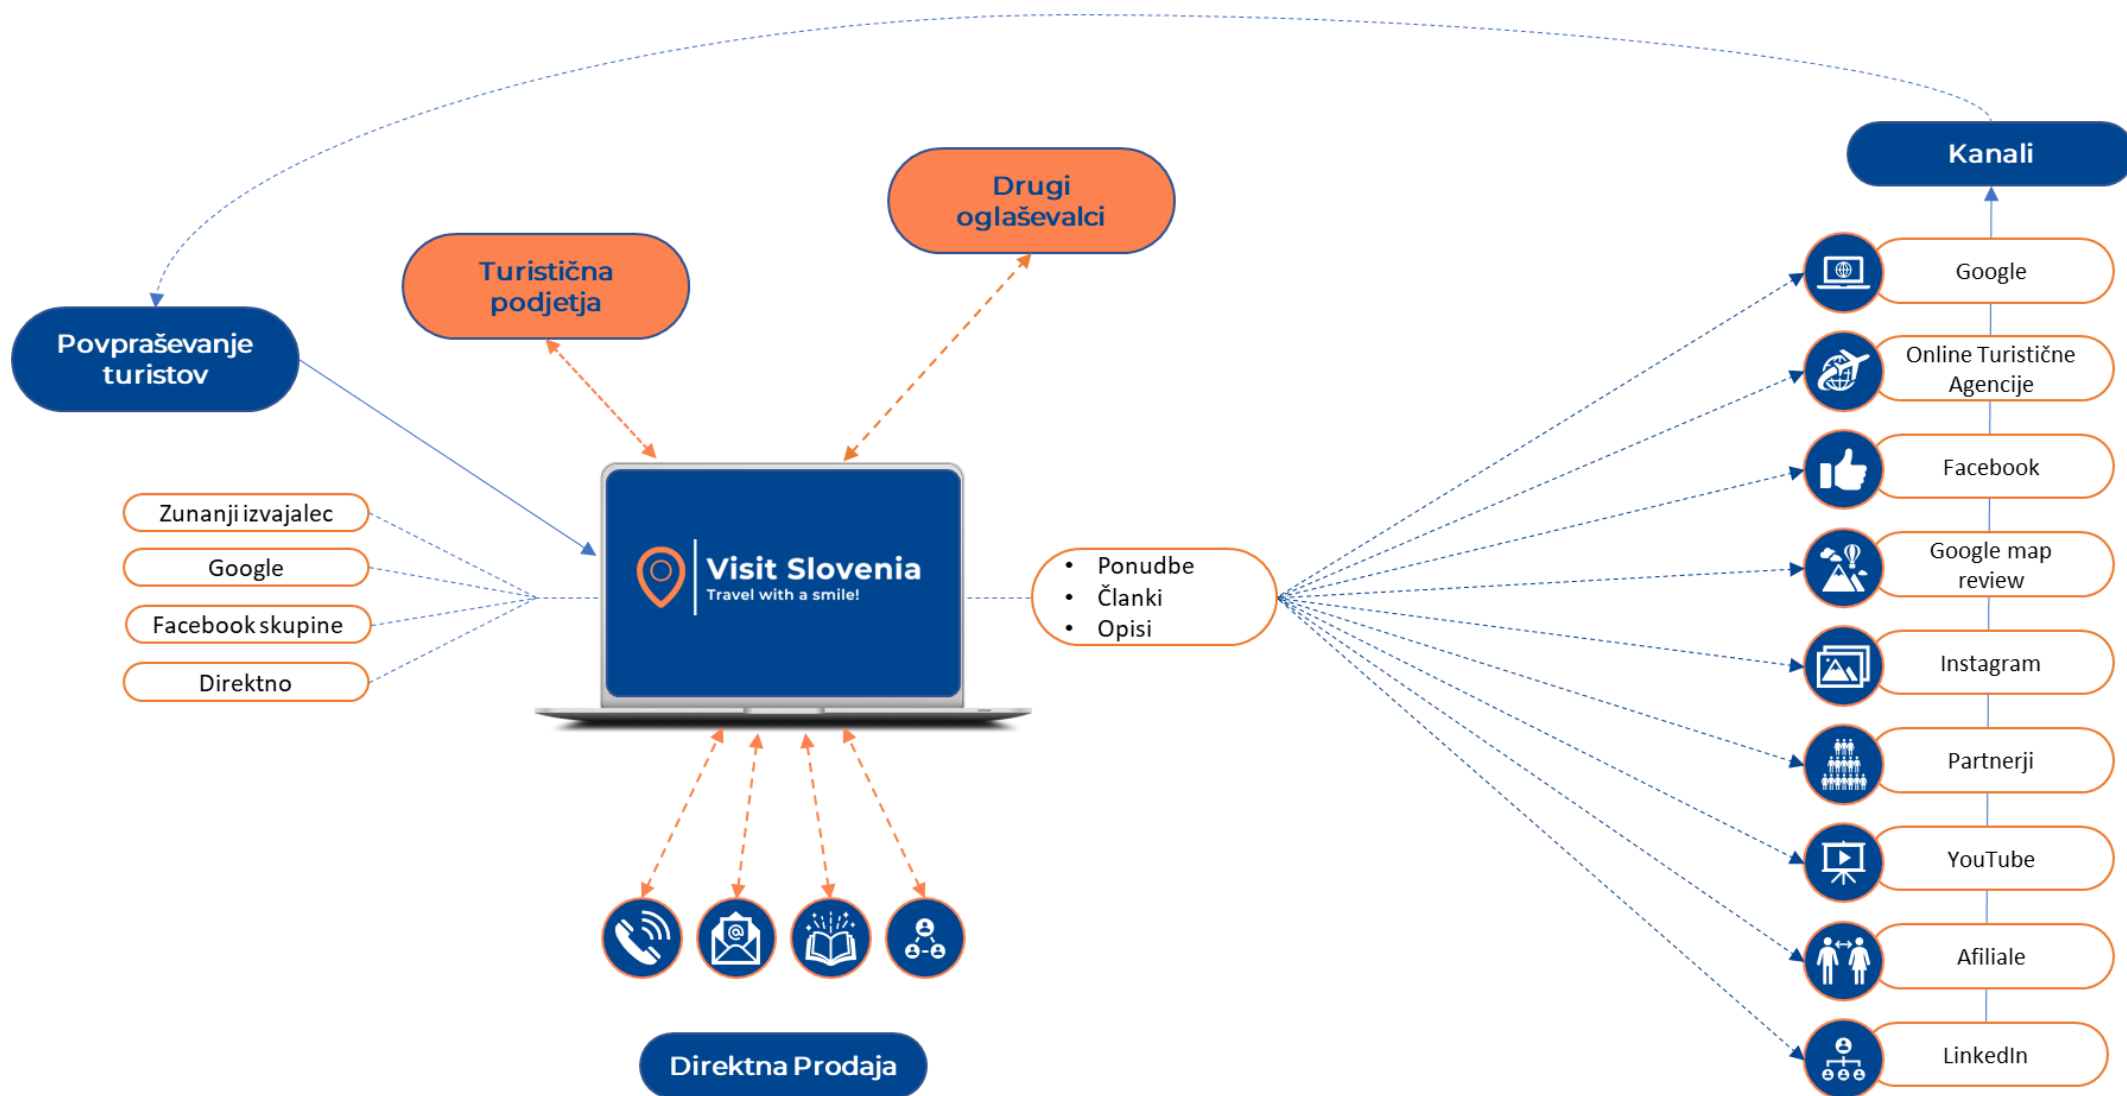 Kanali
Drugi
oglaševalci
Turistična
podjetja
Povpraševanje
turistov
Zunanji izvajalec
Google
Facebook skupine
Direktno
Visit Slovenia
Travel with a smile!
• Ponudbe
• Članki
• Opisi
Google
Online Turistične
Agencije
Facebook
Google map
review
Instagram
Partnerji
YouTube
Afiliale
LinkedIn
@
Direktna Prodaja